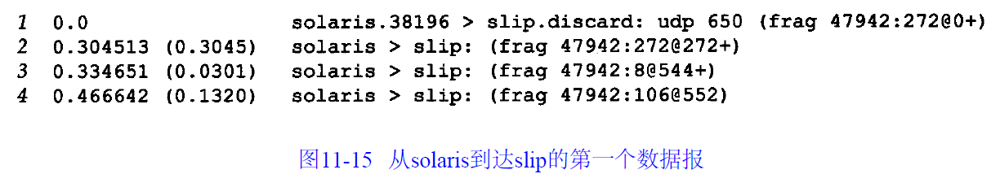 1 0.0 solaris.38196 > slip.discard: udp 650 (frag 47942:272@0+)
2 0.304513 (0.3045) solaris > slip: (frag 47942:272@272+)
3 0.334651 (0.0301) solaris > slip: (frag 47942:8@544+)
4 0.466642 (0.1320) solaris > slip: (frag 47942:106@552)
图11-15 从solaris到达slip的第一个数据报